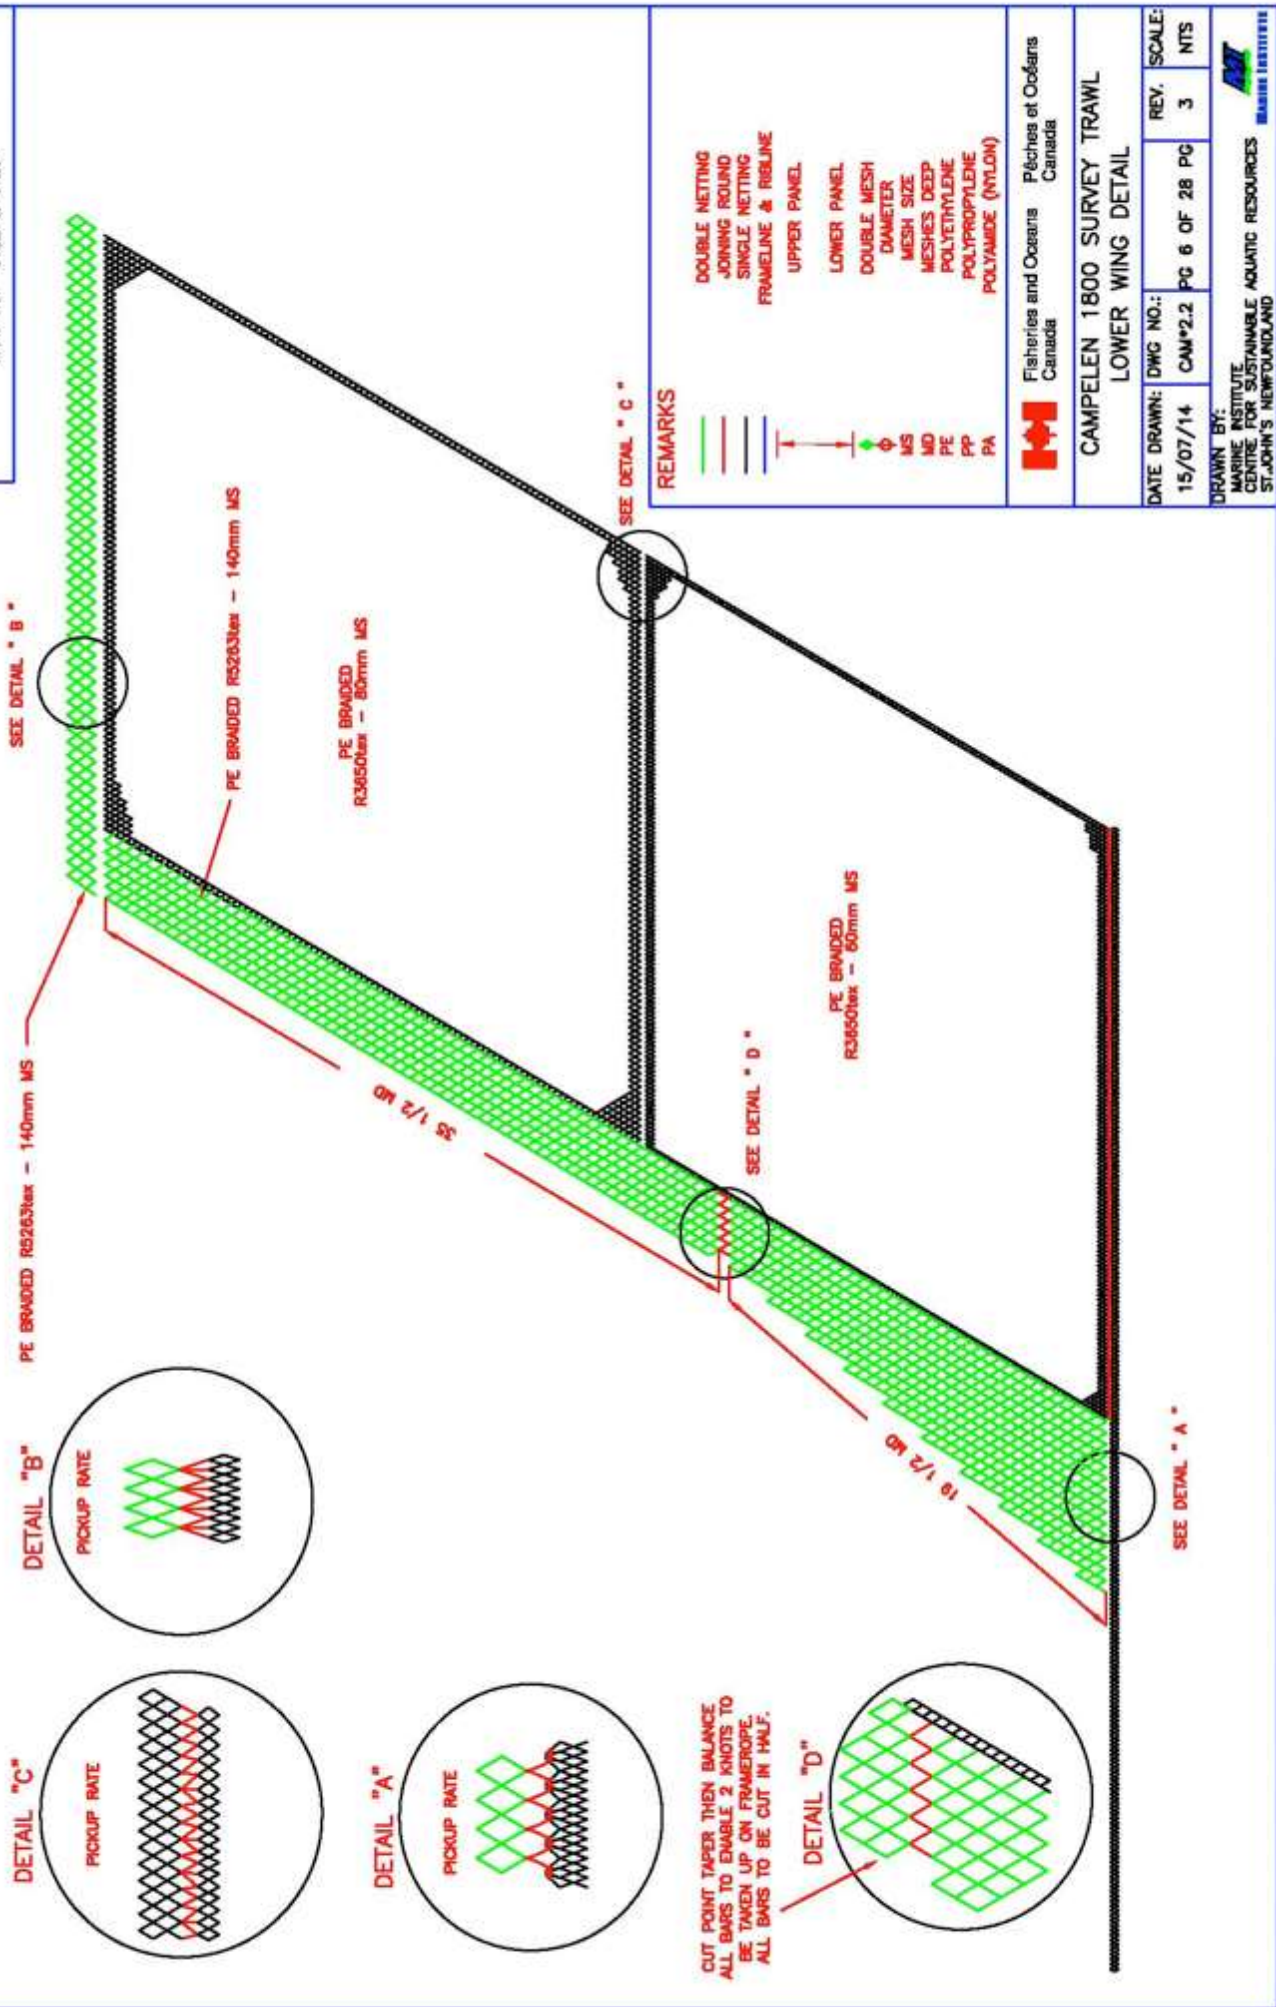 SEE DETAIL " B "
PE BRAIDED R5263tex - 140mm MS
PE BRAIDED R5263tex - 140mm MS
PE BRAIDED
R3650tex - 80mm MS
SEE DETAIL " C "
35 1/2 MD
SEE DETAIL " D "
PE BRAIDED
R3650tex - 60mm MS
19 1/2 MD
SEE DETAIL " A "
DETAIL "C"
PICKUP RATE
DETAIL "B"
PICKUP RATE
DETAIL "A"
PICKUP RATE
CUT POINT TAPER THEN BALANCE
ALL BARS TO ENABLE 2 KNOTS TO
BE TAKEN UP ON FRAMEROPE.
ALL BARS TO BE CUT IN HALF.
DETAIL "D"
REMARKS
DOUBLE NETTING
JOINING ROUND
SINGLE NETTING
FRAMELINE & RIBLINE
UPPER PANEL
LOWER PANEL
DOUBLE MESH
Φ DIAMETER
MS MESH SIZE
MD MESHES DEEP
PE POLYETHYLENE
PP POLYPROPYLENE
PA POLYAMIDE (NYLON)
Fisheries and Oceans Pêches et Océans
Canada Canada
CAMPELEN 1800 SURVEY TRAWL
LOWER WING DETAIL
DATE DRAWN: DWG NO.: REV. SCALE:
15/07/14 CAM*2.2 PG 6 OF 28 PG 3 NTS
DRAWN BY:
MARINE INSTITUTE
CENTRE FOR SUSTAINABLE AQUATIC RESOURCES
ST.JOHN'S NEWFOUNDLAND
MI
MARINE INSTITUTE